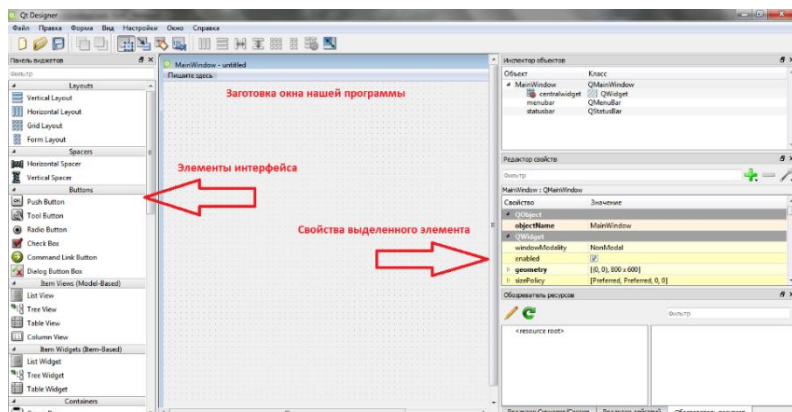 Qt Designer
Файл Правка Форма Вид Настройки Окно Справка
Панель виджетов
Фильтр
Layouts
Vertical Layout
Horizontal Layout
Grid Layout
Form Layout
Spacers
Horizontal Spacer
Vertical Spacer
Buttons
OK Push Button
Tool Button
Radio Button
Check Box
Command Link Button
Dialog Button Box
Item Views (Model-Based)
List View
Tree View
Table View
Column View
Item Widgets (Item-Based)
List Widget
Tree Widget
Table Widget
Containers
MainWindow - untitled
Пишите здесь
Заготовка окна нашей программы
Элементы интерфейса
Свойства выделенного элемента
Инспектор объектов
Объект Класс
MainWindow QMainWindow
centralwidget QWidget
menubar QMenuBar
statusbar QStatusBar
Редактор свойств
Фильтр
MainWindow : QMainWindow
Свойство Значение
QObject
objectName MainWindow
QWidget
windowModality NonModal
enabled
geometry [(0, 0), 800 x 600]
sizePolicy [Preferred, Preferred, 0, 0]
Обозреватель ресурсов
Фильтр
<resource root>